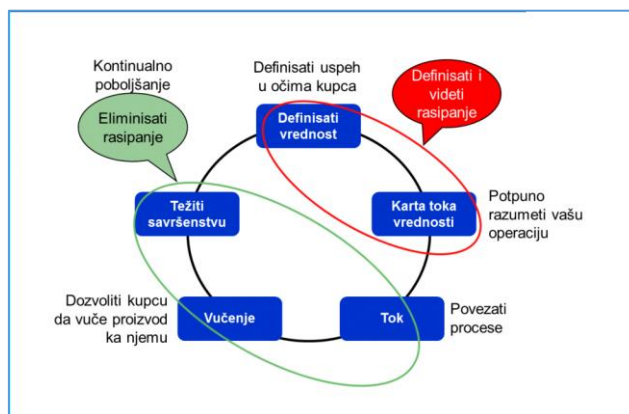 Kontinualno
poboljšanje
Definisati uspeh
u očima kupca
Definisati i
videti rasipanje
Eliminisati
rasipanje
Definisati
vrednost
Težiti
savršenstvu
Karta toka
vrednosti
Potpuno
razumeti vašu
operaciju
Dozvoliti kupcu
da vuče proizvod
ka njemu
Vučenje
Tok
Povezati
procese